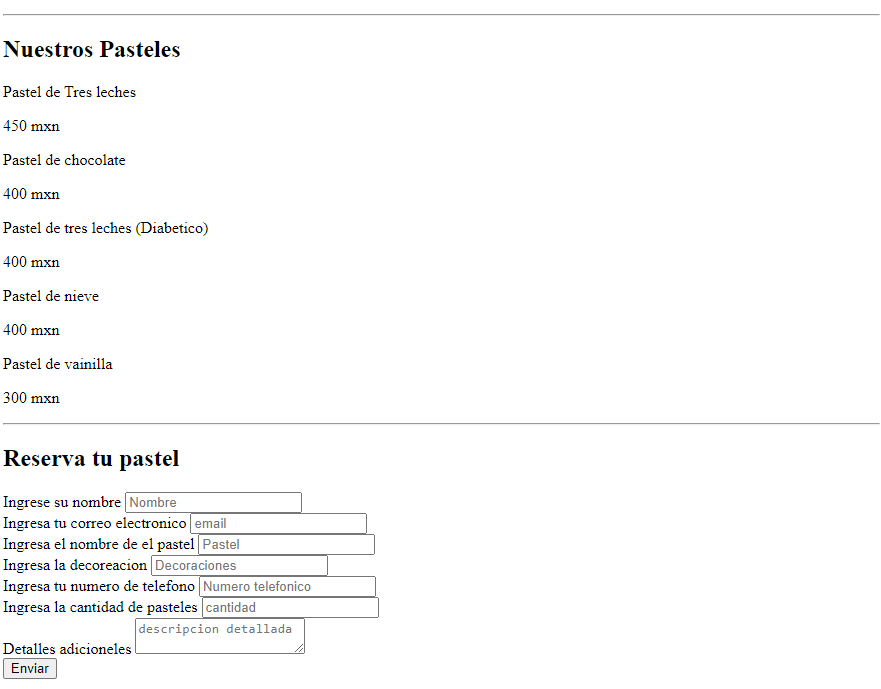 Nuestros Pasteles
Pastel de Tres leches
450 mxn
Pastel de chocolate
400 mxn
Pastel de tres leches (Diabetico)
400 mxn
Pastel de nieve
400 mxn
Pastel de vainilla
300 mxn
Reserva tu pastel
Ingrese su nombre Nombre
Ingresa tu correo electronico email
Ingresa el nombre de el pastel Pastel
Ingresa la decoreacion Decoraciones
Ingresa tu numero de telefono Numero telefonico
Ingresa la cantidad de pasteles cantidad
Detalles adicioneles descripcion detallada
Enviar